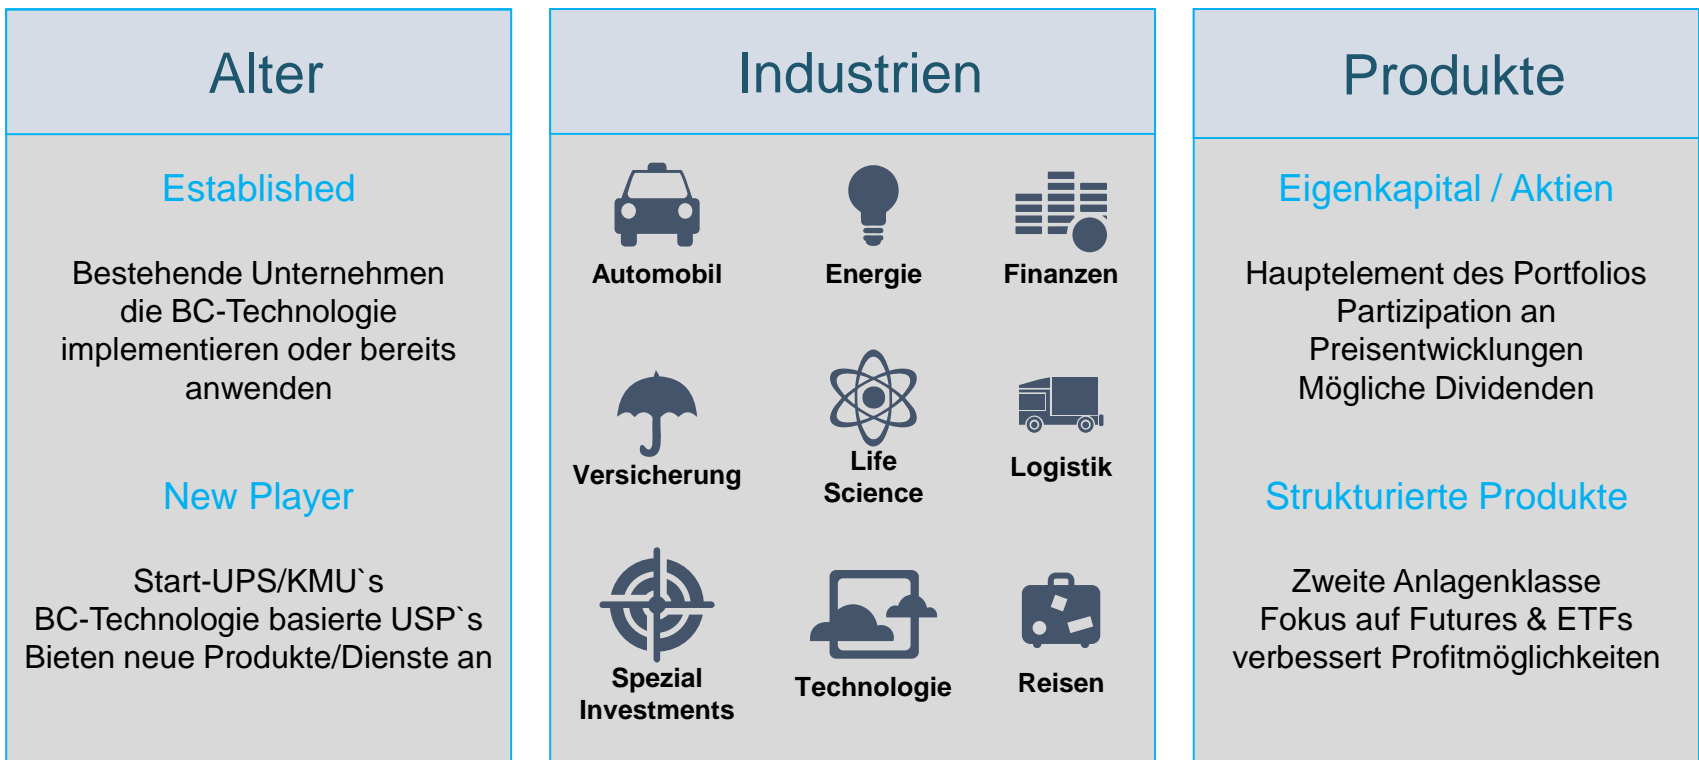 Alter
Established
Bestehende Unternehmen
die BC-Technologie
implementieren oder bereits
anwenden
New Player
Start-UPS/KMU`s
BC-Technologie basierte USP`s
Bieten neue Produkte/Dienste an
Industrien
Automobil
Energie
Finanzen
Versicherung
Life
Science
Logistik
Spezial
Investments
Technologie
Reisen
Produkte
Eigenkapital / Aktien
Hauptelement des Portfolios
Partizipation an
Preisentwicklungen
Mögliche Dividenden
Strukturierte Produkte
Zweite Anlagenklasse
Fokus auf Futures & ETFs
verbessert Profitmöglichkeiten